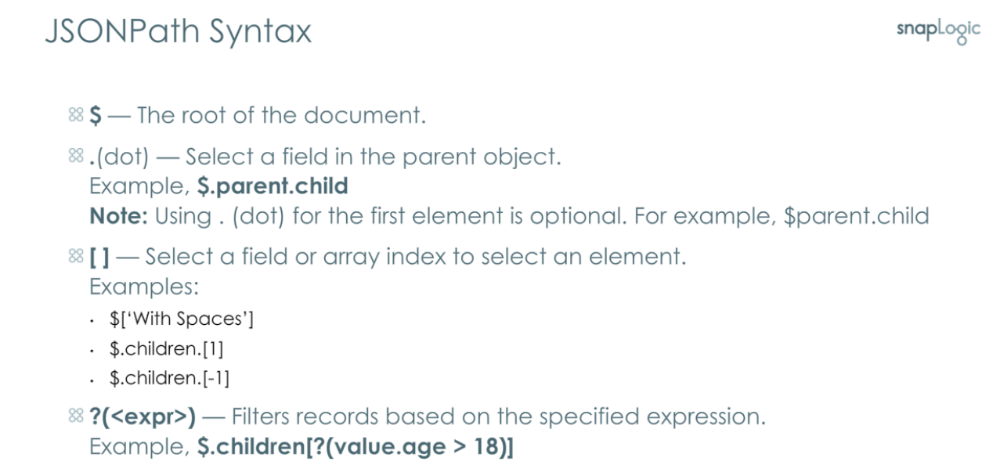 JSONPath Syntax
snapLogic
$ — The root of the document.
.(dot) — Select a field in the parent object.
Example, $.parent.child
Note: Using . (dot) for the first element is optional. For example, $parent.child
[ ] — Select a field or array index to select an element.
Examples:
• $[‘With Spaces’]
• $.children.[1]
• $.children.[-1]
?(<expr>) — Filters records based on the specified expression.
Example, $.children[?(value.age > 18)]